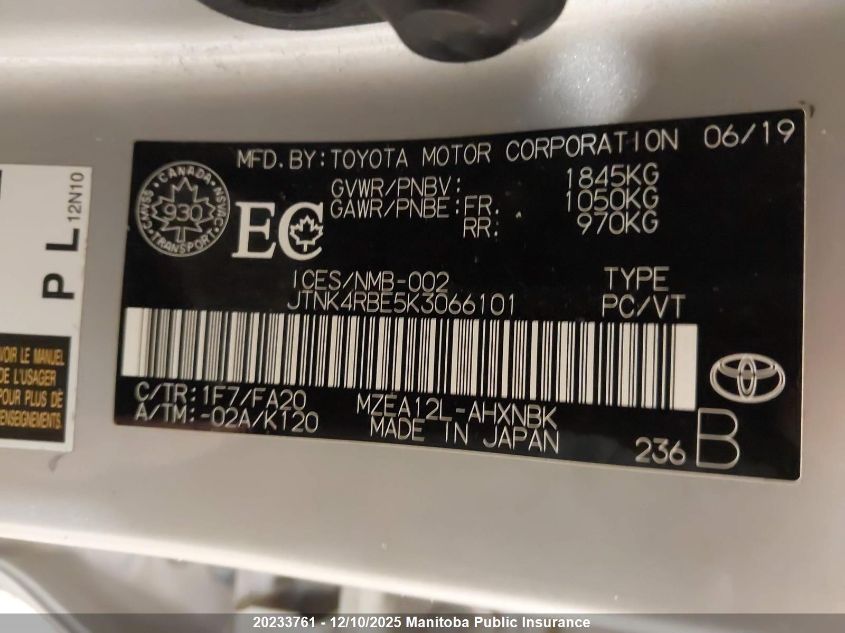 MFD.BY:TOYOTA MOTOR CORPORATION 06/19
GVWR/PNBV: 1845KG
GAWR/PNBE:FR. 1050KG
RR. 970KG
CANADA
930
TRANSPORT
CMVSS
NSVAC
EC
ICES/NMB-002 TYPE
JTNK4RBE5K3066101 PC/VT
C/TR:1F7/FA20 MZEA12L-AHXNBK
A/TM:-02A/K120 MADE IN JAPAN
236 B
P L
12N10
VOIR LE MANUEL
DE L'USAGER
POUR PLUS DE
RENSEIGNEMENTS
20233761 - 12/10/2025 - Manitoba Public Insurance